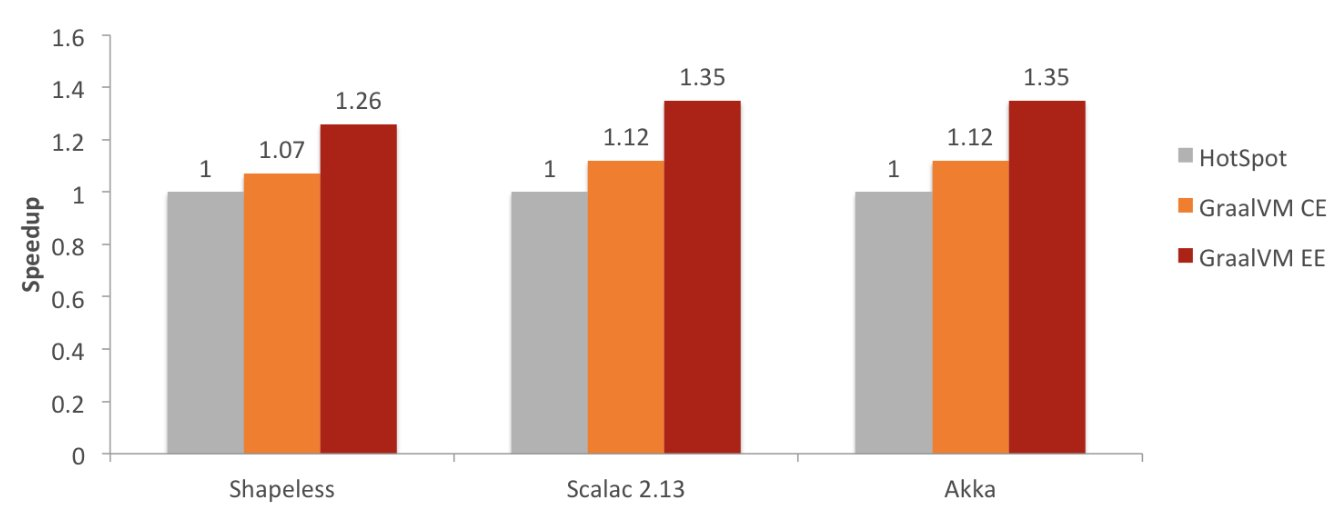 1.6
1.4
1.2
1
0.8
0.6
0.4
0.2
0
Speedup
1 1.07 1.26
1 1.12 1.35
1 1.12 1.35
Shapeless Scalac 2.13 Akka
HotSpot
GraalVM CE
GraalVM EE